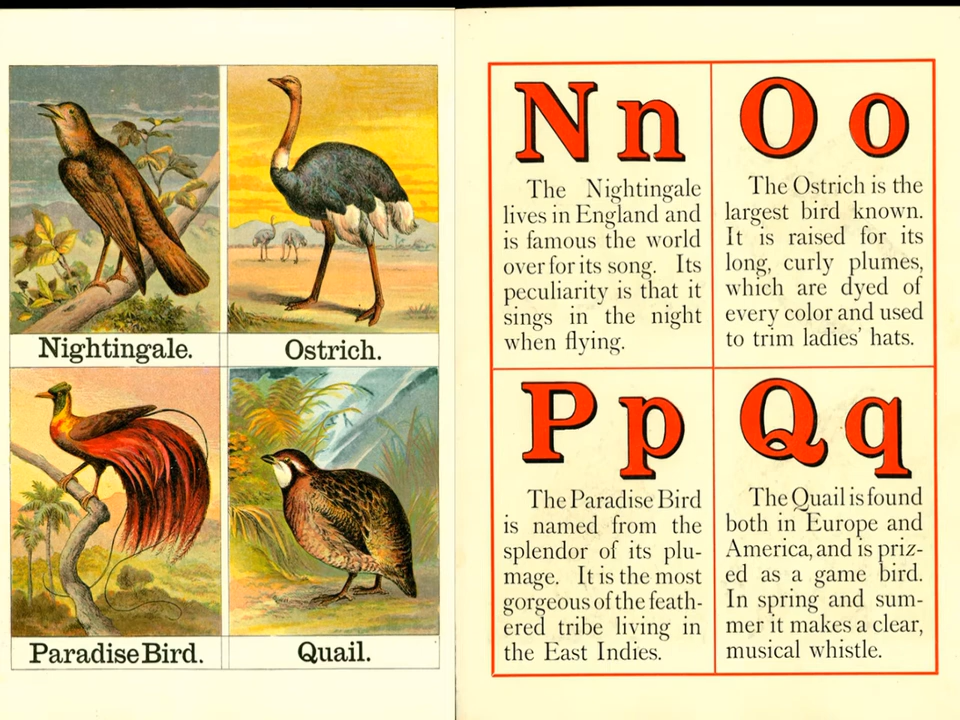 Nightingale.
Ostrich.
Paradise Bird.
Quail.
N n
The Nightingale
lives in England and
is famous the world
over for its song. Its
peculiarity is that it
sings in the night
when flying.
O o
The Ostrich is the
largest bird known.
It is raised for its
long, curly plumes,
which are dyed of
every color and used
to trim ladies' hats.
P p
The Paradise Bird
is named from the
splendor of its plu-
mage. It is the most
gorgeous of the feath-
ered tribe living in
the East Indies.
Q q
The Quail is found
both in Europe and
America, and is priz-
ed as a game bird.
In spring and sum-
mer it makes a clear,
musical whistle.